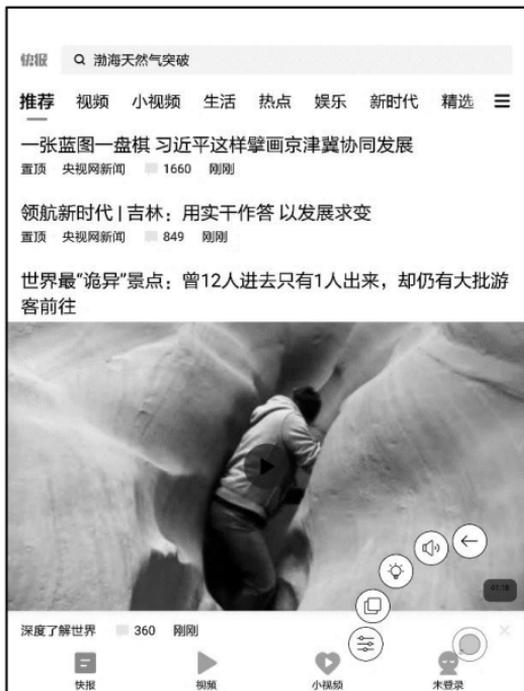 快报 渤海天然气突破
推荐 视频 小视频 生活 热点 娱乐 新时代 精选
一张蓝图一盘棋 习近平这样擘画京津冀协同发展
置顶 央视网新闻 1660 刚刚
领航新时代 | 吉林：用实干作答 以发展求变
置顶 央视网新闻 849 刚刚
世界最“诡异”景点：曾12人进去只有1人出来，却仍有大批游
客前往
01:18
深度了解世界 360 刚刚
快报 视频 小视频 未登录